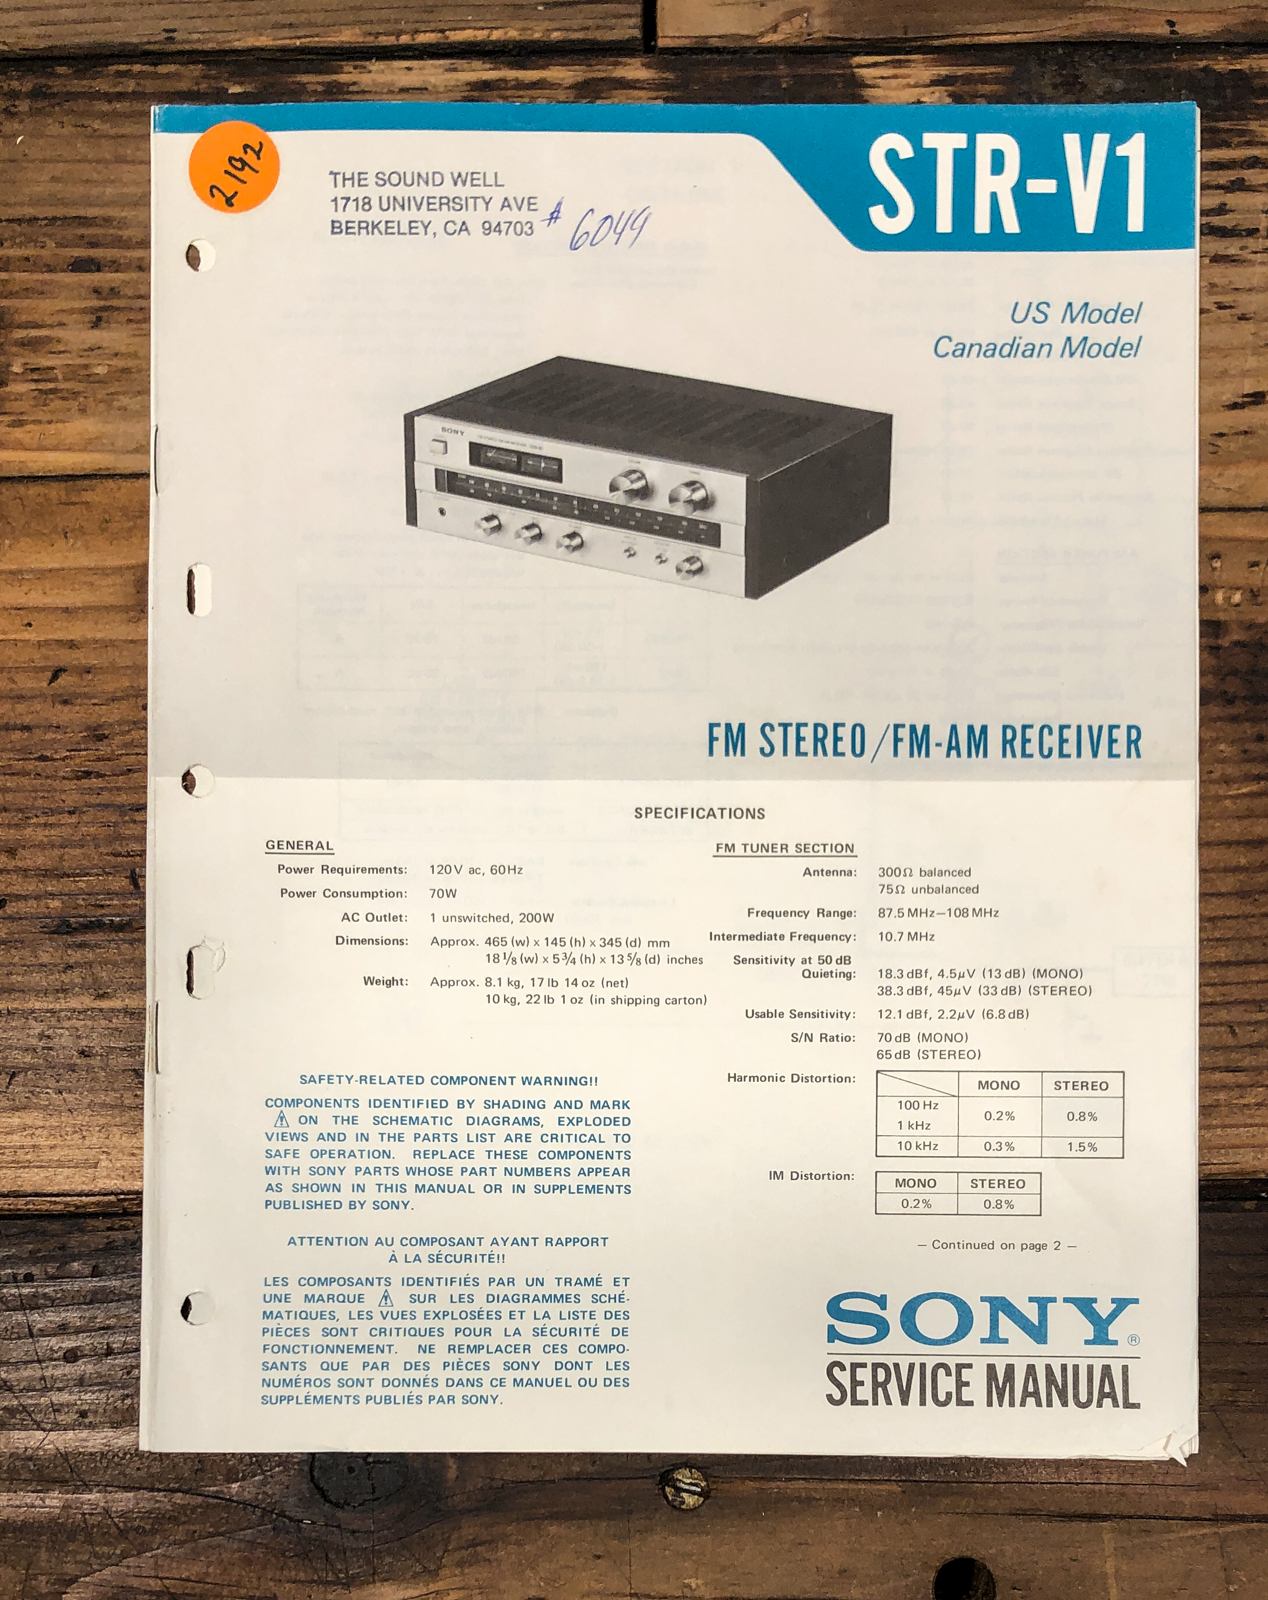 2192
THE SOUND WELL
1718 UNIVERSITY AVE
BERKELEY, CA 94703
# 6049
STR-V1
US Model
Canadian Model
SONY
FM STEREO/FM-AM RECEIVER
SPECIFICATIONS
GENERAL
Power Requirements: 120V ac, 60Hz
Power Consumption: 70W
AC Outlet: 1 unswitched, 200W
Dimensions: Approx. 465 (w) x 145 (h) x 345 (d) mm
18 1/8 (w) x 5 3/4 (h) x 13 5/8 (d) inches
Weight: Approx. 8.1 kg, 17 lb 14 oz (net)
10 kg, 22 lb 1 oz (in shipping carton)
SAFETY-RELATED COMPONENT WARNING!!
COMPONENTS IDENTIFIED BY SHADING AND MARK
⚠ ON THE SCHEMATIC DIAGRAMS, EXPLODED
VIEWS AND IN THE PARTS LIST ARE CRITICAL TO
SAFE OPERATION. REPLACE THESE COMPONENTS
WITH SONY PARTS WHOSE PART NUMBERS APPEAR
AS SHOWN IN THIS MANUAL OR IN SUPPLEMENTS
PUBLISHED BY SONY.
ATTENTION AU COMPOSANT AYANT RAPPORT
À LA SÉCURITÉ!!
LES COMPOSANTS IDENTIFIÉS PAR UN TRAMÉ ET
UNE MARQUE ⚠ SUR LES DIAGRAMMES SCHÉ-
MATIQUES, LES VUES EXPLOSÉES ET LA LISTE DES
PIÈCES SONT CRITIQUES POUR LA SÉCURITÉ DE
FONCTIONNEMENT. NE REMPLACER CES COMPO-
SANTS QUE PAR DES PIÈCES SONY DONT LES
NUMÉROS SONT DONNÉS DANS CE MANUEL OU DES
SUPPLÉMENTS PUBLIÉS PAR SONY.
FM TUNER SECTION
Antenna: 300Ω balanced
75Ω unbalanced
Frequency Range: 87.5 MHz—108 MHz
Intermediate Frequency: 10.7 MHz
Sensitivity at 50 dB
Quieting: 18.3 dBf, 4.5μV (13 dB) (MONO)
38.3 dBf, 45μV (33 dB) (STEREO)
Usable Sensitivity: 12.1 dBf, 2.2μV (6.8 dB)
S/N Ratio: 70 dB (MONO)
65 dB (STEREO)
Harmonic Distortion:
MONO STEREO
100 Hz
0.2% 0.8%
1 kHz
10 kHz 0.3% 1.5%
IM Distortion:
MONO STEREO
0.2% 0.8%
— Continued on page 2 —
SONY®
SERVICE MANUAL